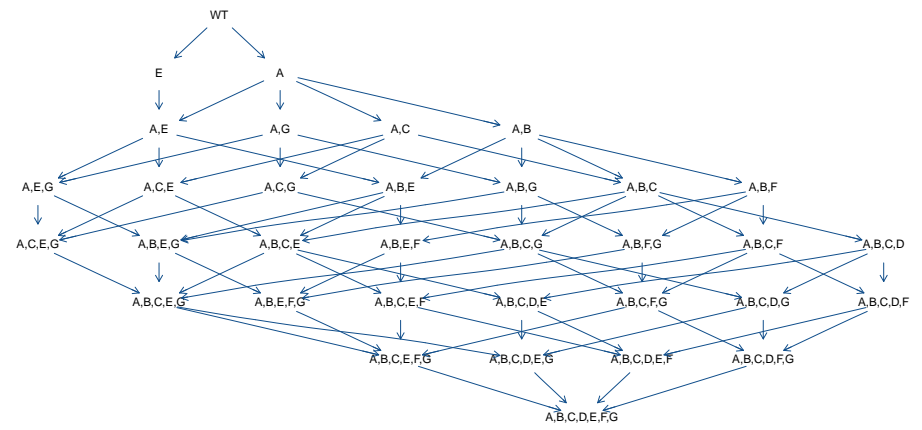 WT
E A
A,E A,G A,C A,B
A,E,G A,C,E A,C,G A,B,E A,B,G A,B,C A,B,F
A,C,E,G A,B,E,G A,B,C,E A,B,E,F A,B,C,G A,B,F,G A,B,C,F A,B,C,D
A,B,C,E,G A,B,E,F,G A,B,C,E,F A,B,C,D,E A,B,C,F,G A,B,C,D,G A,B,C,D,F
A,B,C,E,F,G A,B,C,D,E,G A,B,C,D,E,F A,B,C,D,F,G
A,B,C,D,E,F,G